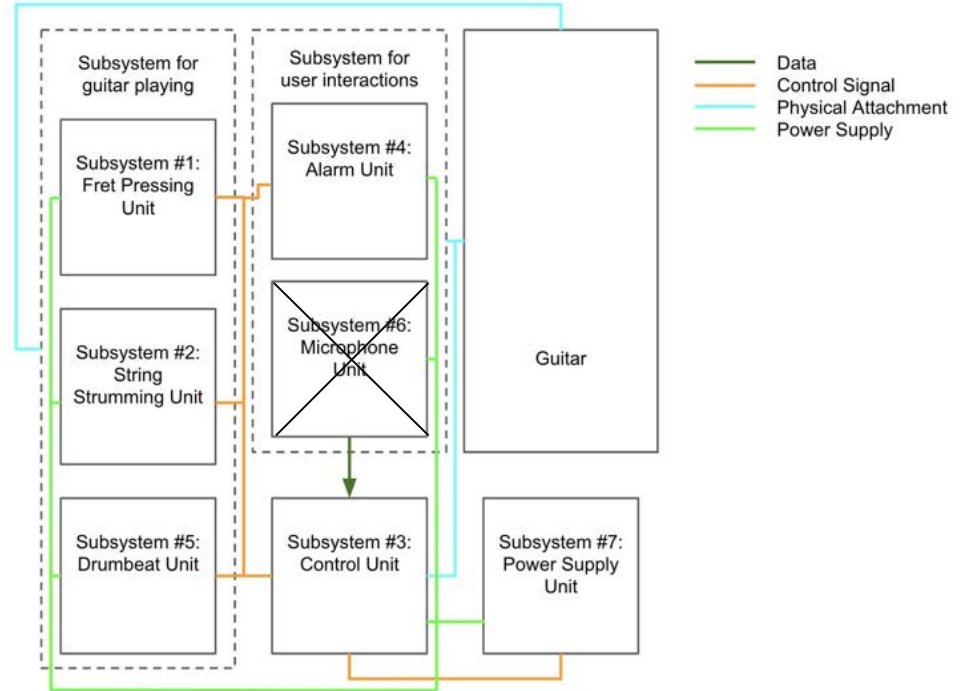 Subsystem for
guitar playing
Subsystem #1:
Fret Pressing
Unit
Subsystem #2:
String
Strumming Unit
Subsystem #5:
Drumbeat Unit
Subsystem for
user interactions
Subsystem #4:
Alarm Unit
Subsystem #6:
Microphone
Unit
Subsystem #3:
Control Unit
Guitar
Subsystem #7:
Power Supply
Unit
Data
Control Signal
Physical Attachment
Power Supply